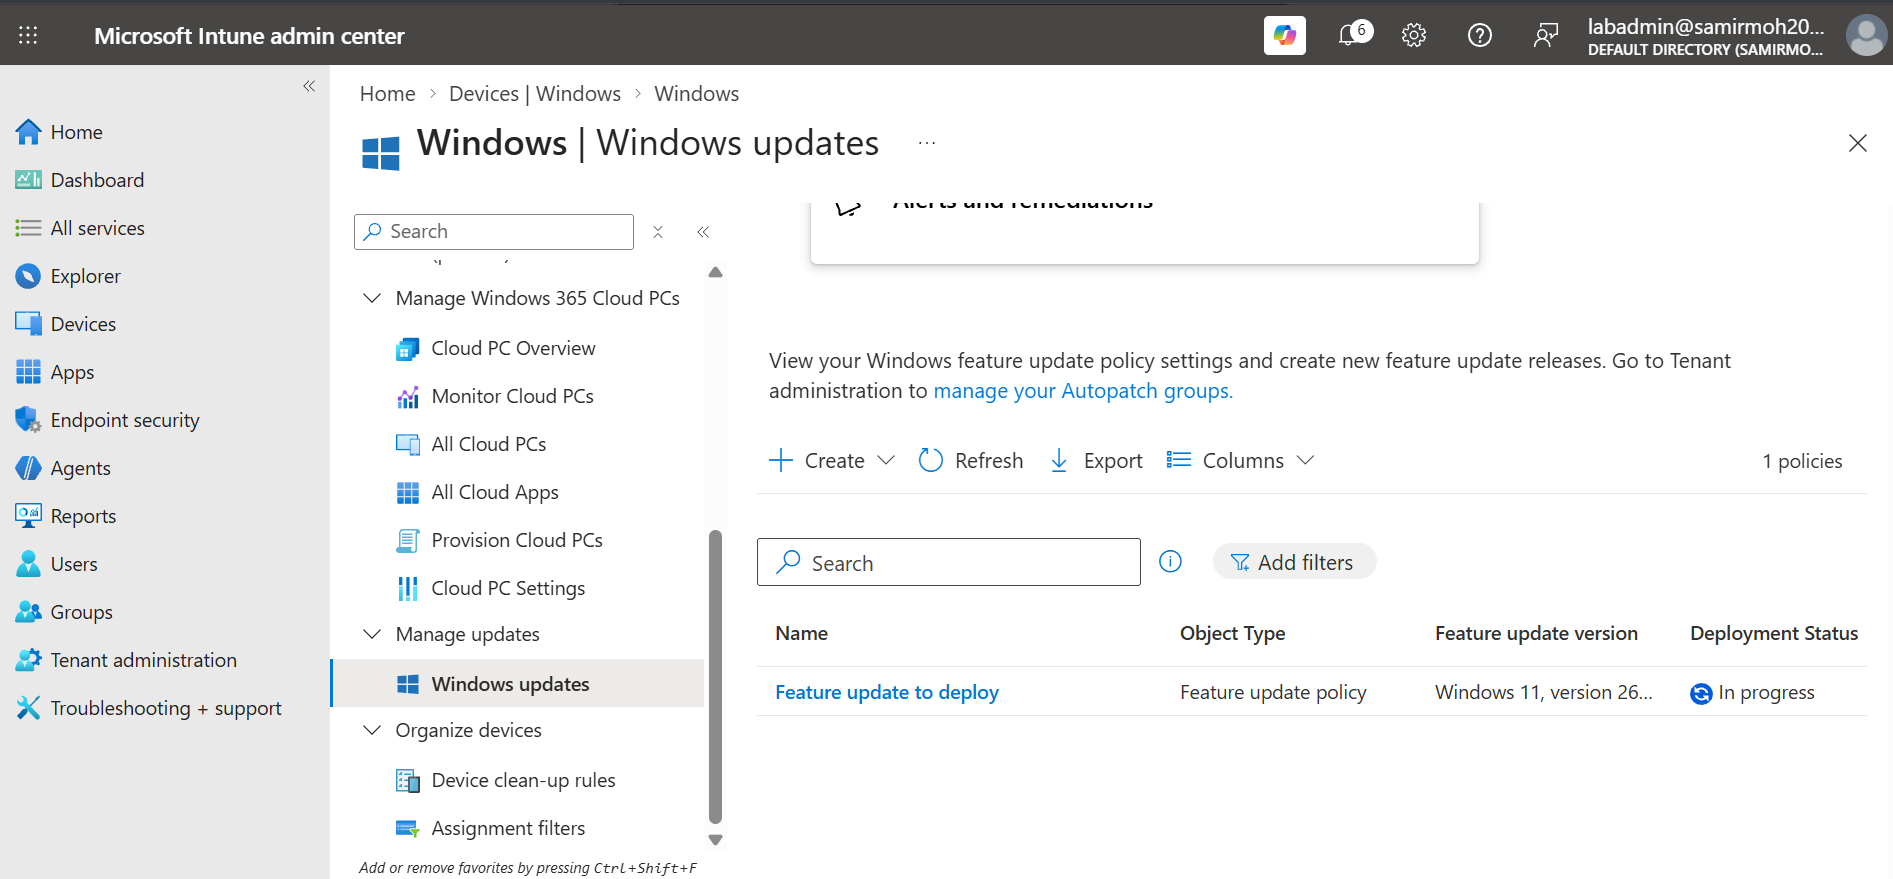 Microsoft Intune admin center
6
labadmin@samirmoh20...
DEFAULT DIRECTORY (SAMIRMO...
Home
Dashboard
All services
Explorer
Devices
Apps
Endpoint security
Agents
Reports
Users
Groups
Tenant administration
Troubleshooting + support
Home > Devices | Windows > Windows
Windows | Windows updates
...
Search
Manage Windows 365 Cloud PCs
Cloud PC Overview
Monitor Cloud PCs
All Cloud PCs
All Cloud Apps
Provision Cloud PCs
Cloud PC Settings
Manage updates
Windows updates
Organize devices
Device clean-up rules
Assignment filters
Add or remove favorites by pressing Ctrl+Shift+F
Alerts and remediations
View your Windows feature update policy settings and create new feature update releases. Go to Tenant
administration to manage your Autopatch groups.
Create Refresh Export Columns 1 policies
Search Add filters
Name Object Type Feature update version Deployment Status
Feature update to deploy Feature update policy Windows 11, version 26... In progress